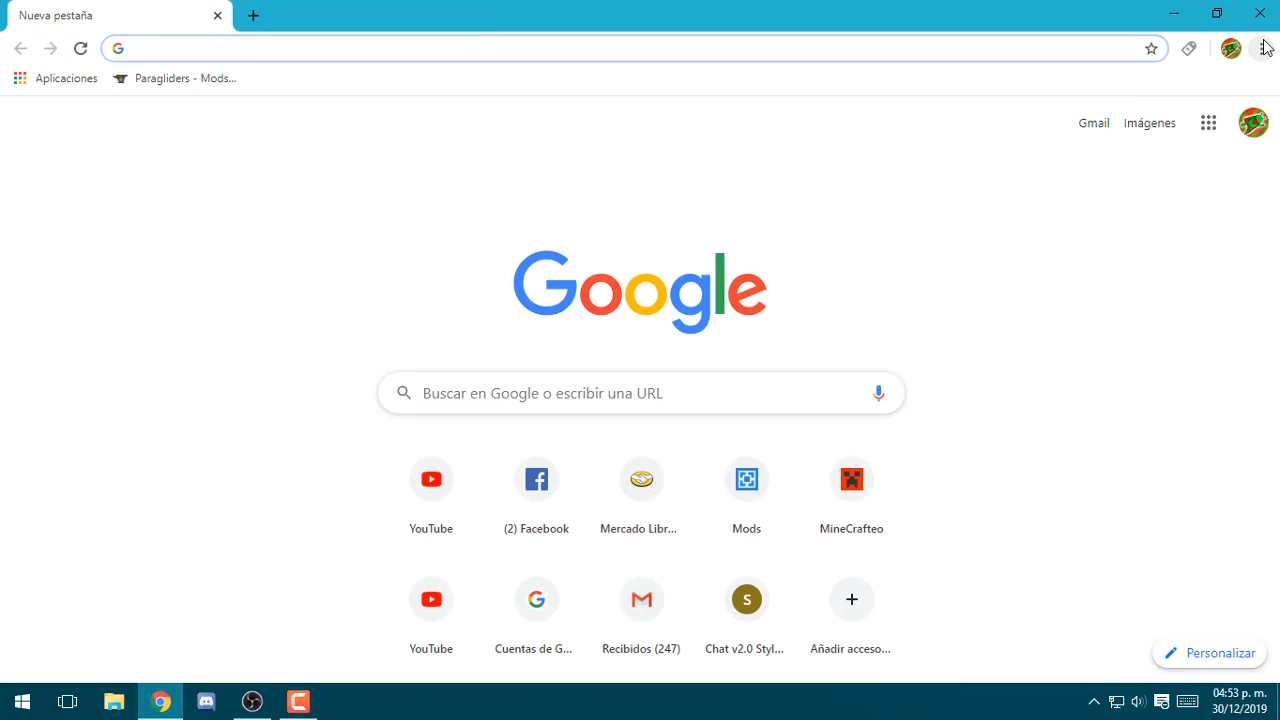 Nueva pestaña
Aplicaciones
Paragliders - Mods...
Gmail
Imágenes
Google
Buscar en Google o escribir una URL
YouTube
(2) Facebook
Mercado Libr...
Mods
MineCrafteo
S
YouTube
Cuentas de G...
Recibidos (247)
Chat v2.0 Styl...
Añadir acceso...
Personalizar
04:53 p. m.
30/12/2019